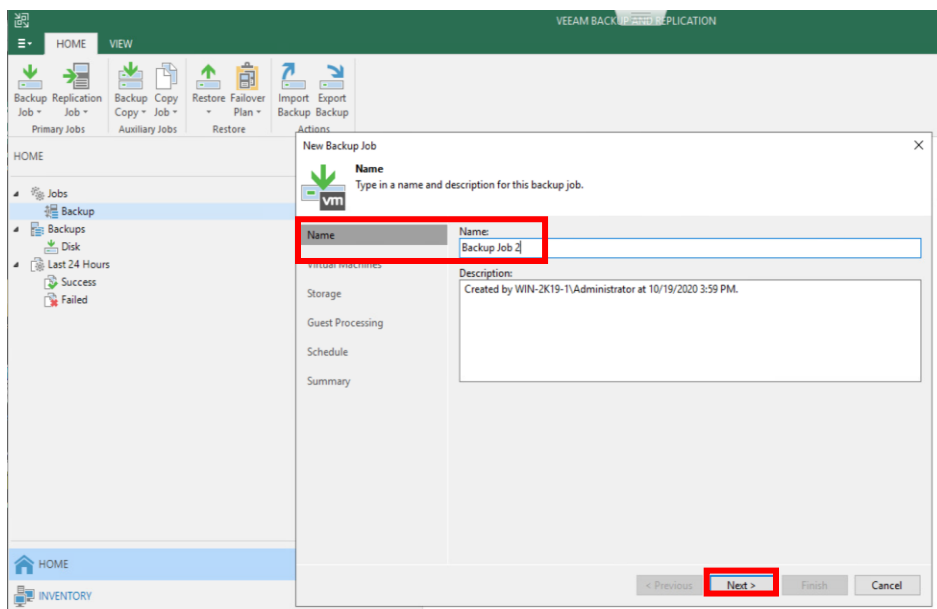 VEEAM BACKUP AND REPLICATION
HOME VIEW
Backup Job Replication Job Backup Copy Copy Job Restore Failover Plan Import Backup Export Backup
Primary Jobs Auxiliary Jobs Restore Actions
HOME
Jobs
Backup
Backups
Disk
Last 24 Hours
Success
Failed
HOME
INVENTORY
New Backup Job
Name
Type in a name and description for this backup job.
vm
Name
Virtual Machines
Storage
Guest Processing
Schedule
Summary
Name:
Backup Job 2
Description:
Created by WIN-2K19-1\Administrator at 10/19/2020 3:59 PM.
< Previous Next > Finish Cancel